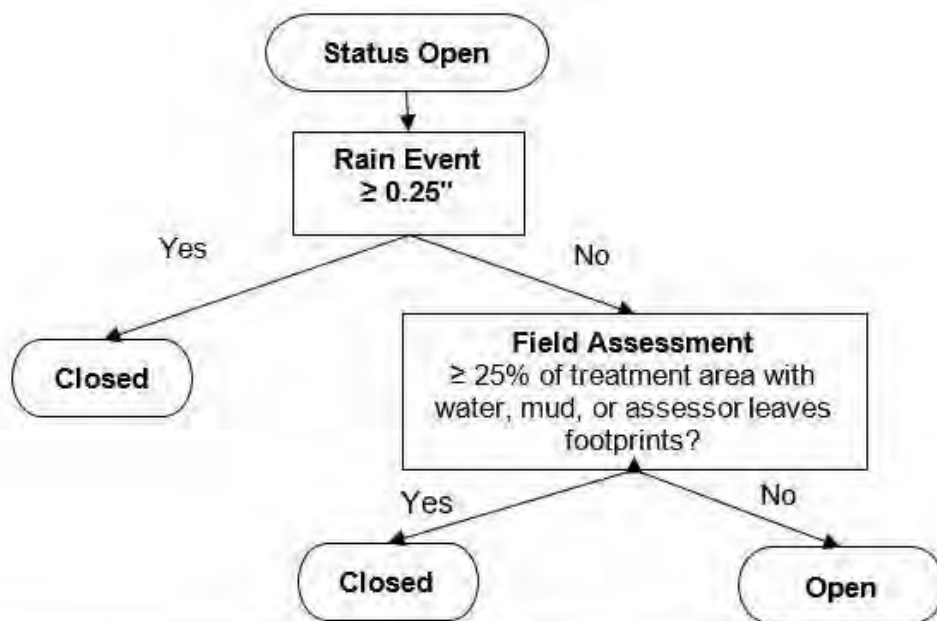 Status Open
Rain Event
≥ 0.25"
Yes
No
Closed
Field Assessment
≥ 25% of treatment area with
water, mud, or assessor leaves
footprints?
Yes
No
Closed
Open